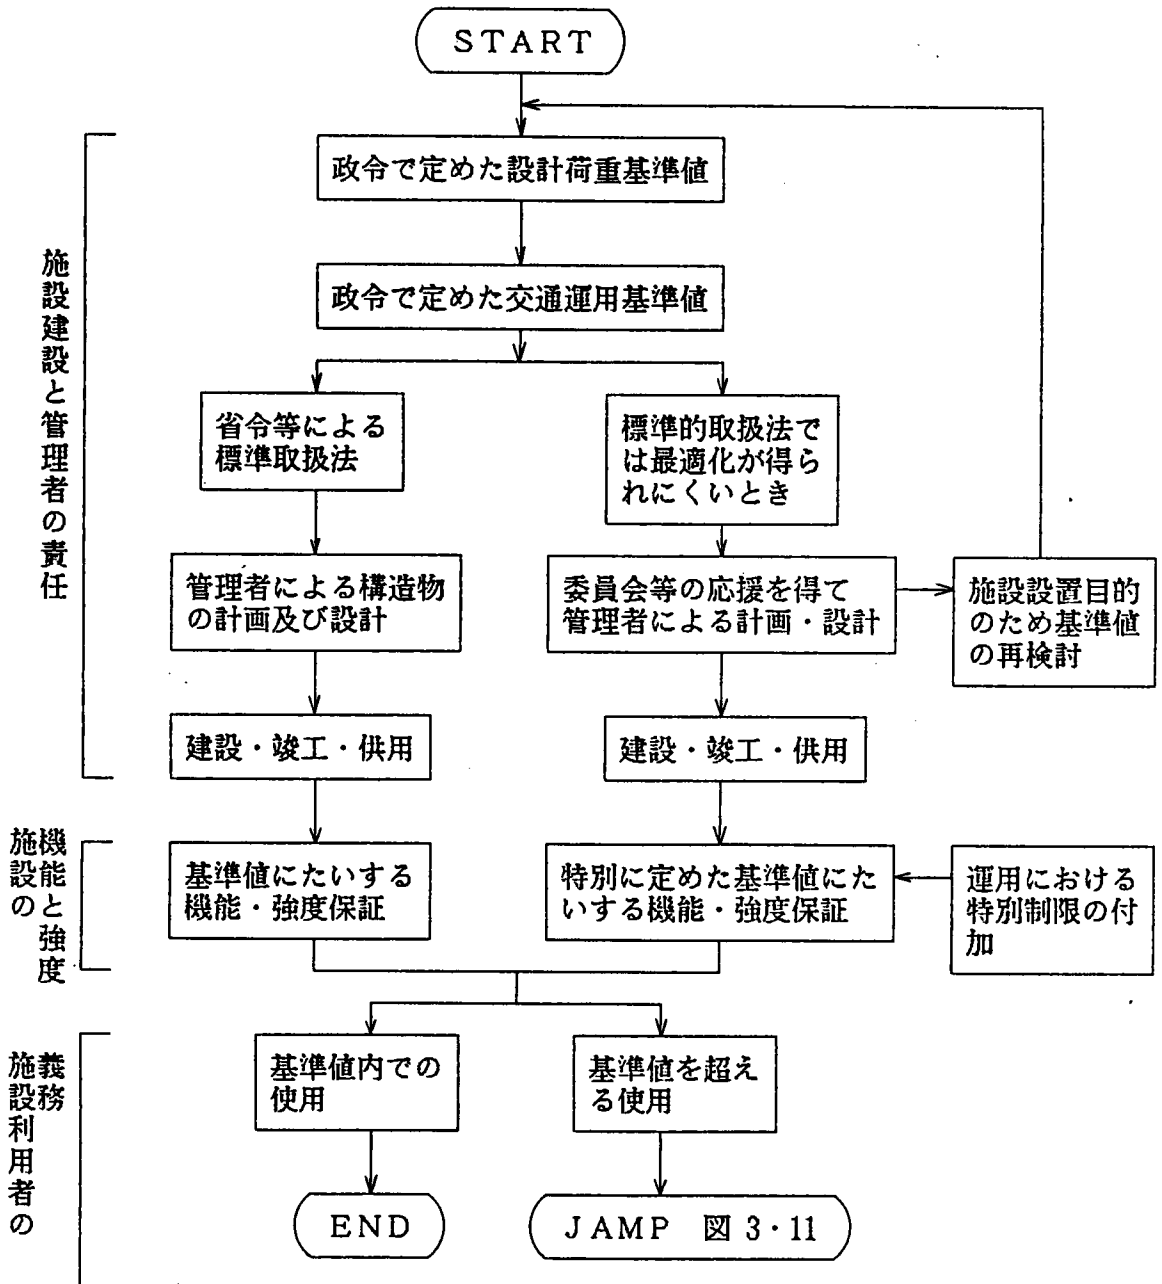 START
政令で定めた設計荷重基準値
政令で定めた交通運用基準値
省令等による
標準取扱法
標準的取扱法で
は最適化が得ら
れにくいとき
管理者による構造物
の計画及び設計
委員会等の応援を得て
管理者による計画・設計
施設設置目的
のため基準値
の再検討
建設・竣工・供用
建設・竣工・供用
施設建設と管理者の責任
基準値にたいする
機能・強度保証
特別に定めた基準値にた
いする機能・強度保証
運用における
特別制限の付
加
施設の
機能と強度
基準値内での
使用
基準値を超え
る使用
施設利用者の
義務
END
JAMP 図3・11